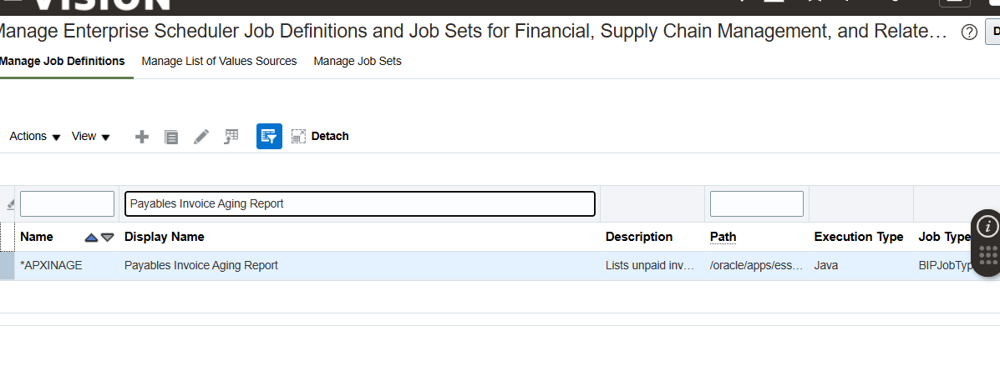 VISION
Manage Enterprise Scheduler Job Definitions and Job Sets for Financial, Supply Chain Management, and Relate...
Manage Job Definitions Manage List of Values Sources Manage Job Sets
Actions View Detach
Payables Invoice Aging Report
Name Display Name Description Path Execution Type Job Type
*APXINAGE Payables Invoice Aging Report Lists unpaid inv... /oracle/apps/ess... Java BIPJobTyp